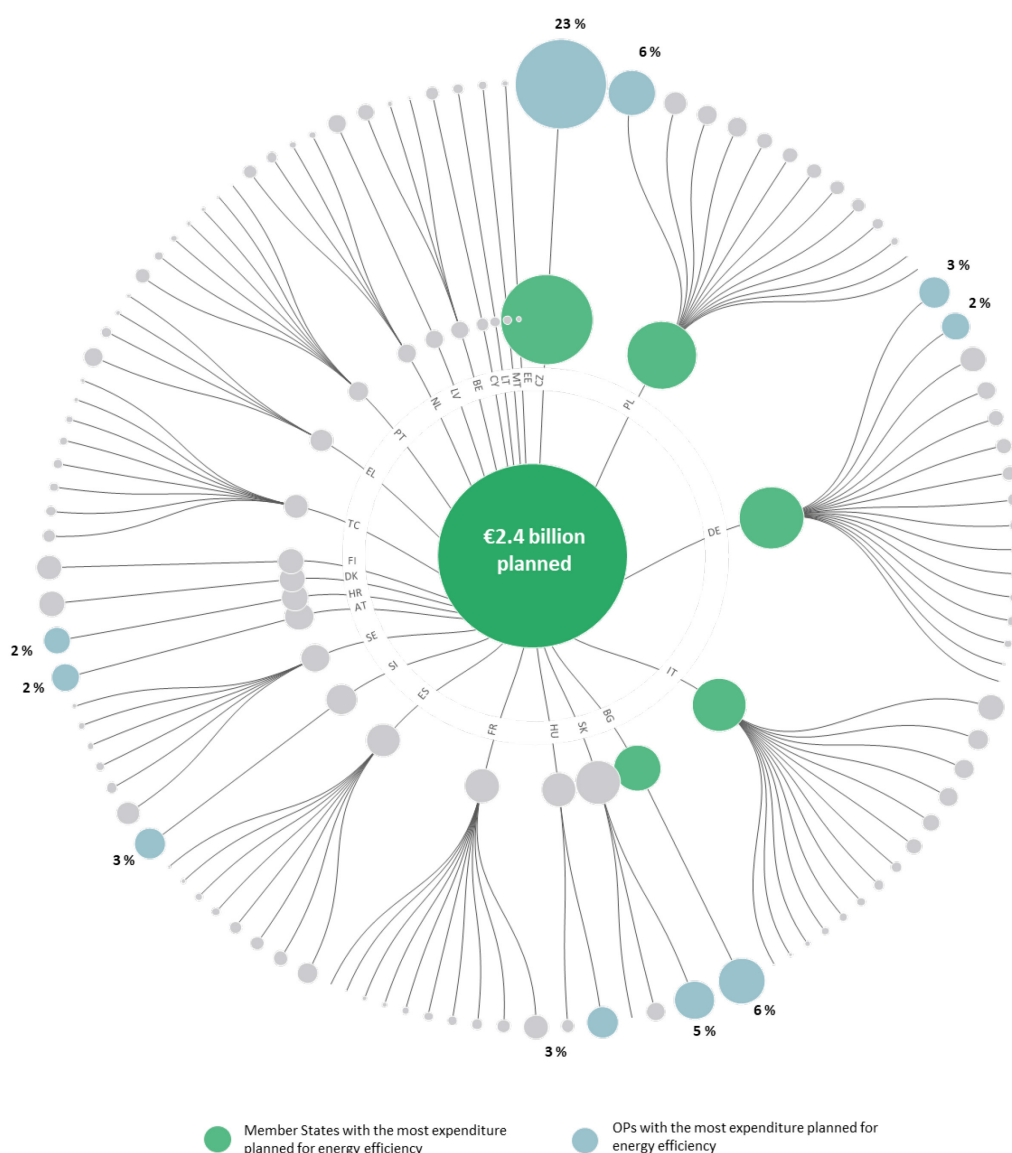 23 %
6 %
3 %
2 %
CZ
EE
MT
LT
CY
BE
LV
NL
PL
PT
EL
€2.4 billion
planned
DE
TC
FI
DK
HR
AT
SE
SI
ES
FR
HU
SK
BG
IT
2 %
2 %
3 %
3 %
5 %
6 %
Member States with the most expenditure
planned for energy efficiency
OPs with the most expenditure planned for
energy efficiency